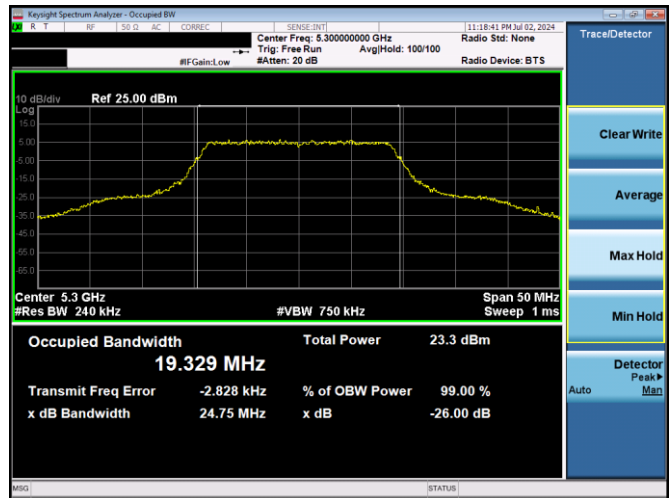 Keysight Spectrum Analyzer - Occupied BW
R T RF 50 Ω AC CORREC SENSE:INT 11:18:41 PM Jul 02, 2024
Center Freq: 5.300000000 GHz Radio Std: None
Trig: Free Run Avg|Hold: 100/100
#IFGain:Low #Atten: 20 dB Radio Device: BTS
Trace/Detector
10 dB/div Ref 25.00 dBm
Log
15.0
5.00
-5.00
-15.0
-25.0
-35.0
-45.0
-55.0
-65.0
Center 5.3 GHz Span 50 MHz
#Res BW 240 kHz #VBW 750 kHz Sweep 1 ms
Occupied Bandwidth Total Power 23.3 dBm
19.329 MHz
Transmit Freq Error -2.828 kHz % of OBW Power 99.00 %
x dB Bandwidth 24.75 MHz x dB -26.00 dB
Clear Write
Average
Max Hold
Min Hold
Detector
Peak▶
Auto Man
MSG STATUS